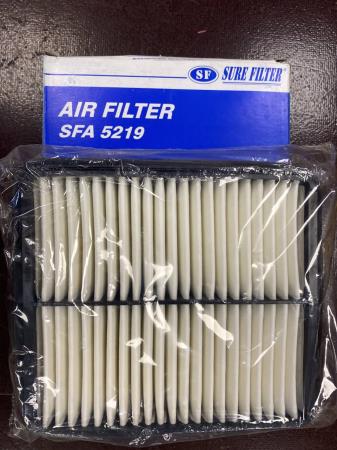 SF SURE FILTER®
AIR FILTER
SFA 5219